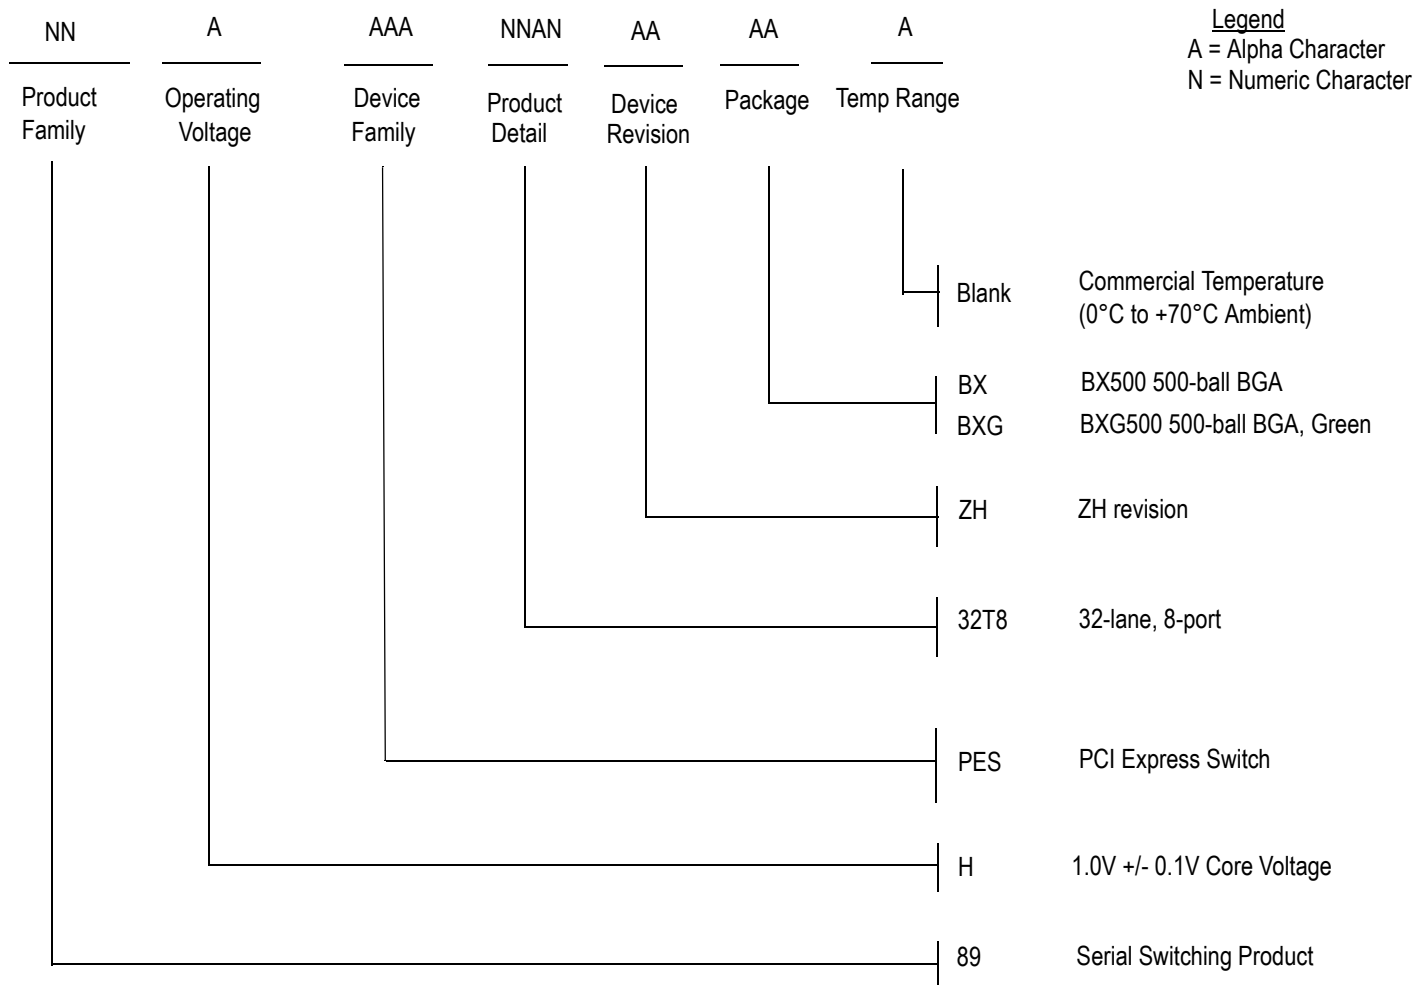 NN A AAA NNAN AA AA A
Legend
A = Alpha Character
N = Numeric Character
Product Family
Operating Voltage
Device Family
Product Detail
Device Revision
Package
Temp Range
Blank Commercial Temperature
(0°C to +70°C Ambient)
BX BX500 500-ball BGA
BXG BXG500 500-ball BGA, Green
ZH ZH revision
32T8 32-lane, 8-port
PES PCI Express Switch
H 1.0V +/- 0.1V Core Voltage
89 Serial Switching Product